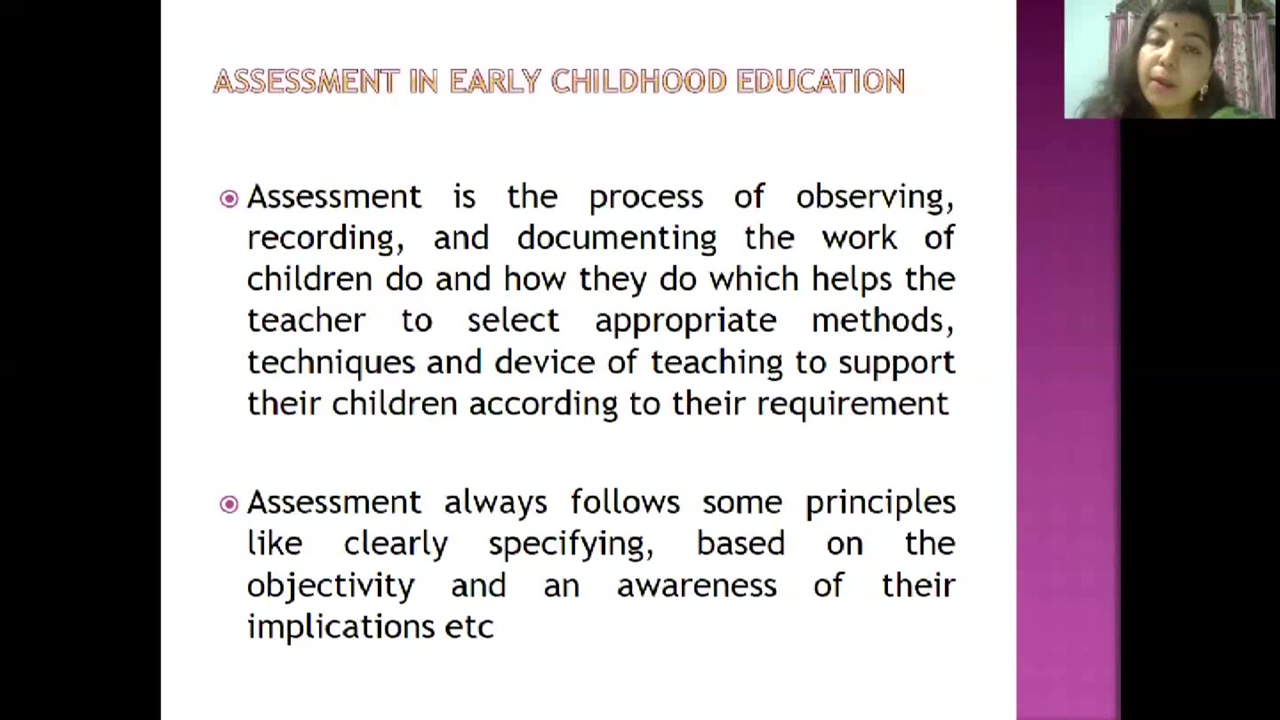 ASSESSMENT IN EARLY CHILDHOOD EDUCATION
Assessment is the process of observing,
recording, and documenting the work of
children do and how they do which helps the
teacher to select appropriate methods,
techniques and device of teaching to support
their children according to their requirement
Assessment always follows some principles
like clearly specifying, based on the
objectivity and an awareness of their
implications etc